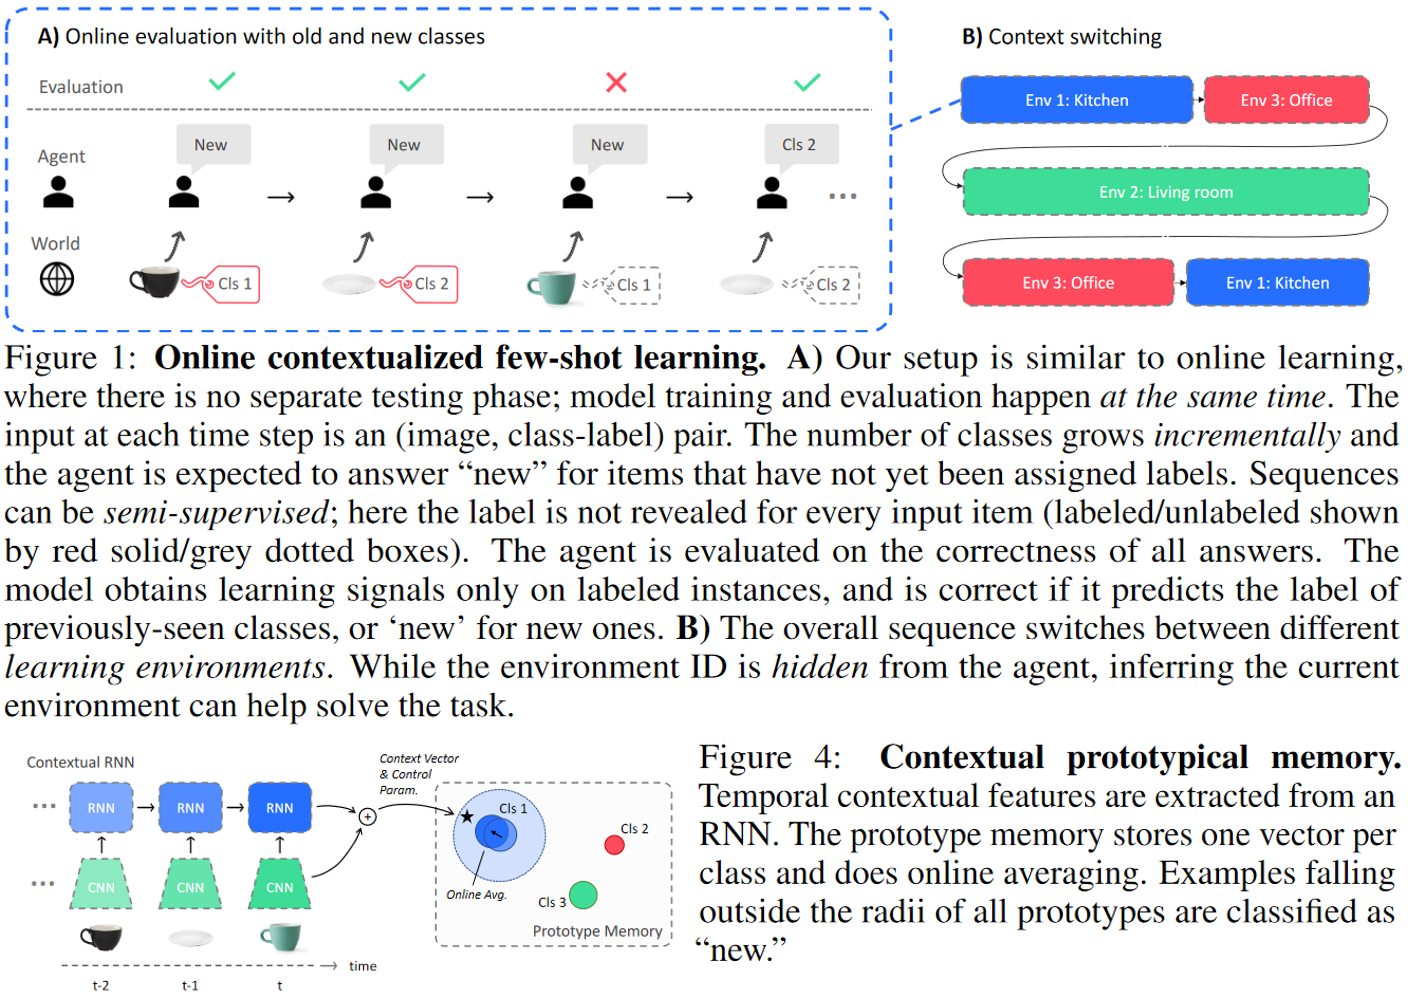 A) Online evaluation with old and new classes
Evaluation
Agent
New
New
New
Cls 2
World
Cls 1
Cls 2
Cls 1
Cls 2
B) Context switching
Env 1: Kitchen
Env 3: Office
Env 2: Living room
Env 3: Office
Env 1: Kitchen
Figure 1: Online contextualized few-shot learning. A) Our setup is similar to online learning,
where there is no separate testing phase; model training and evaluation happen at the same time. The
input at each time step is an (image, class-label) pair. The number of classes grows incrementally and
the agent is expected to answer “new” for items that have not yet been assigned labels. Sequences
can be semi-supervised; here the label is not revealed for every input item (labeled/unlabeled shown
by red solid/grey dotted boxes). The agent is evaluated on the correctness of all answers. The
model obtains learning signals only on labeled instances, and is correct if it predicts the label of
previously-seen classes, or ‘new’ for new ones. B) The overall sequence switches between different
learning environments. While the environment ID is hidden from the agent, inferring the current
environment can help solve the task.
Contextual RNN
RNN
RNN
RNN
CNN
CNN
CNN
t-2
t-1
t
time
Context Vector
& Control
Param.
Cls 1
Online Avg.
Cls 2
Cls 3
Prototype Memory
Figure 4: Contextual prototypical memory.
Temporal contextual features are extracted from an
RNN. The prototype memory stores one vector per
class and does online averaging. Examples falling
outside the radii of all prototypes are classified as
“new.”